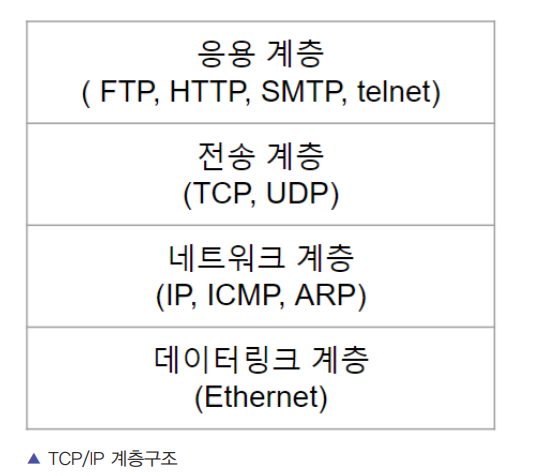 응용 계층
( FTP, HTTP, SMTP, telnet)
전송 계층
(TCP, UDP)
네트워크 계층
(IP, ICMP, ARP)
데이터링크 계층
(Ethernet)
▲ TCP/IP 계층구조